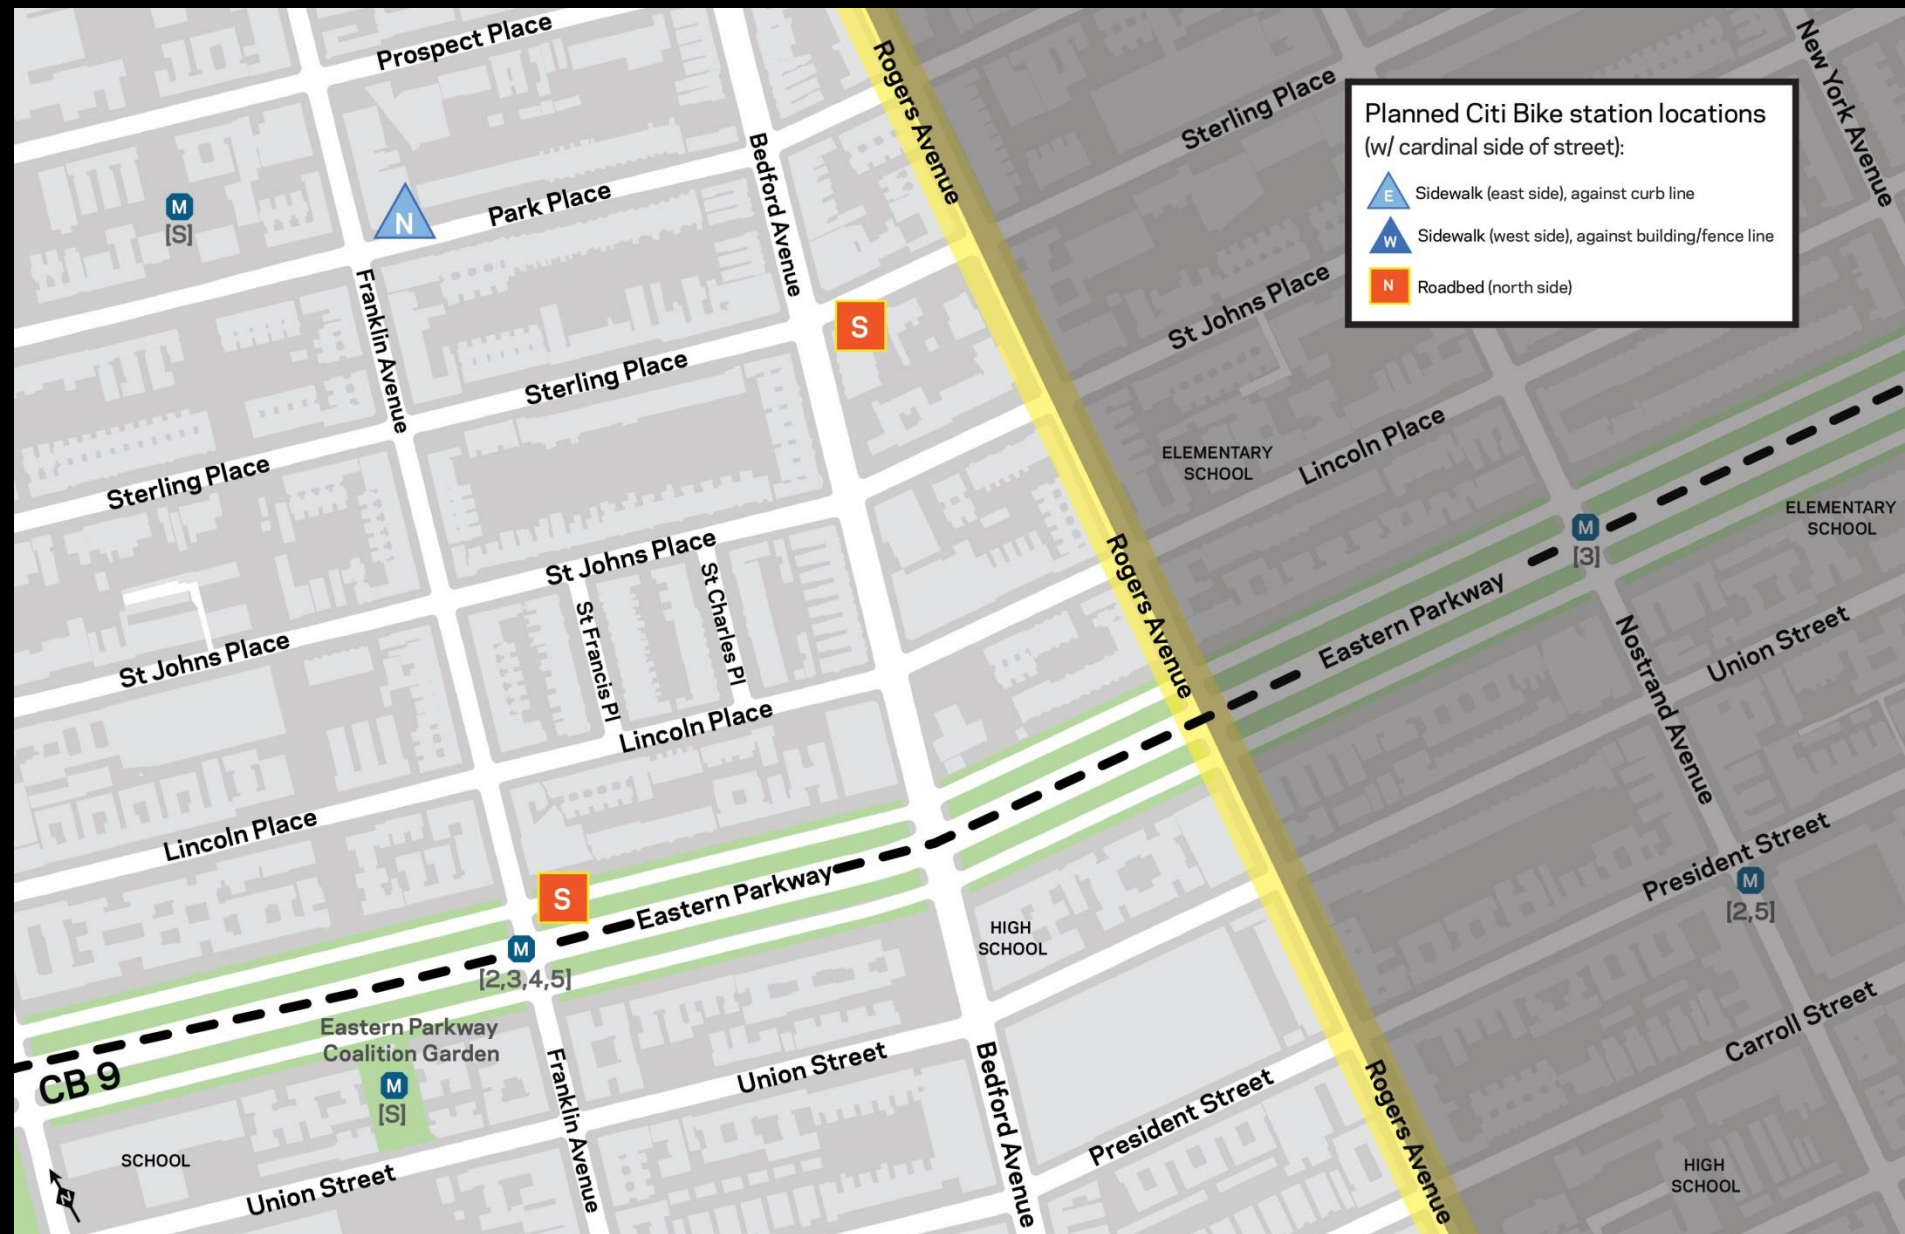 Prospect Place
Rogers Avenue
New York Avenue
Sterling Place
Planned Citi Bike station locations
(w/ cardinal side of street):
E Sidewalk (east side), against curb line
W Sidewalk (west side), against building/fence line
N Roadbed (north side)
Bedford Avenue
M
[S]
N
Park Place
Franklin Avenue
St Johns Place
S
Sterling Place
Sterling Place
ELEMENTARY
SCHOOL
Lincoln Place
ELEMENTARY
SCHOOL
M
[3]
St Johns Place
St Francis Pl
St Charles Pl
Rogers Avenue
Eastern Parkway
Nostrand Avenue
Union Street
St Johns Place
Lincoln Place
Lincoln Place
S
Eastern Parkway
President Street
M
[2,5]
M
[2,3,4,5]
HIGH
SCHOOL
Eastern Parkway
Coalition Garden
M
[S]
CB 9
Franklin Avenue
Union Street
Bedford Avenue
President Street
Rogers Avenue
Carroll Street
SCHOOL
Union Street
HIGH
SCHOOL
N